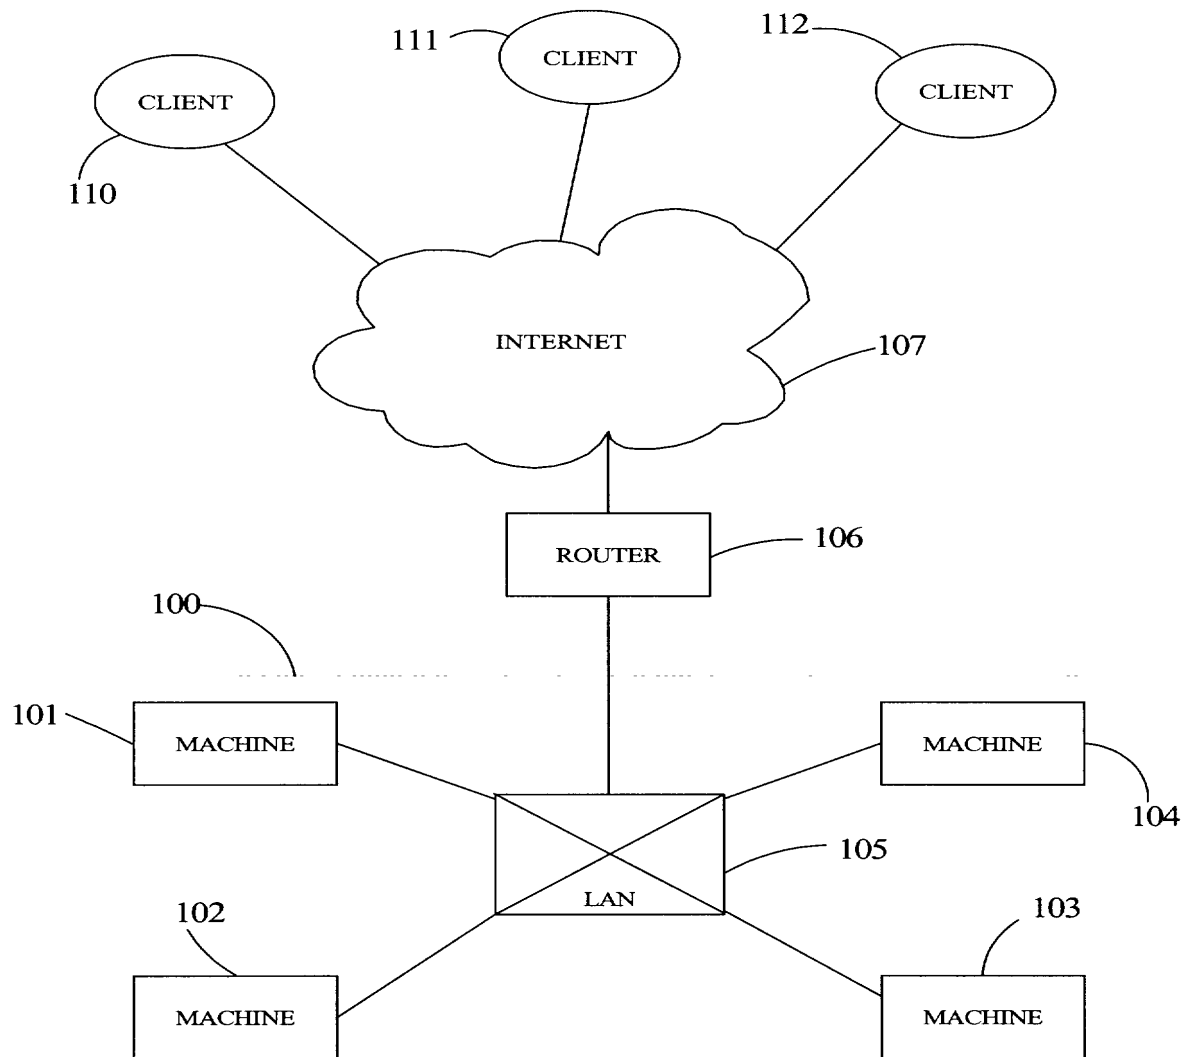 111
112
CLIENT
CLIENT
CLIENT
110
INTERNET
107
ROUTER
106
100
101
MACHINE
MACHINE
104
105
LAN
102
103
MACHINE
MACHINE